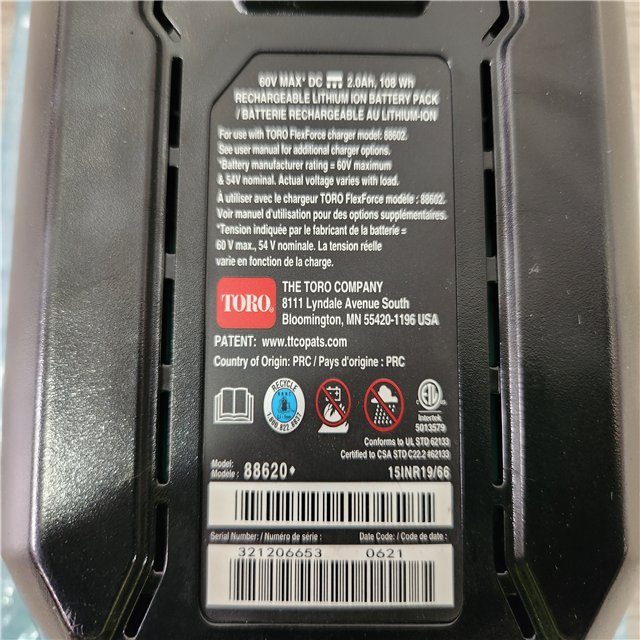 60V MAX* DC 2.0Ah, 108 Wh
RECHARGEABLE LITHIUM ION BATTERY PACK
/ BATTERIE RECHARGEABLE AU LITHIUM-ION
For use with TORO FlexForce charger model: 88602.
See user manual for additional charger options.
*Battery manufacturer rating = 60V maximum
& 54V nominal. Actual voltage varies with load.
À utiliser avec le chargeur TORO FlexForce modèle : 88602.
Voir manuel d'utilisation pour des options supplémentaires.
*Tension indiquée par le fabricant de la batterie =
60 V max., 54 V nominale. La tension réelle
varie en fonction de la charge.
TORO
THE TORO COMPANY
8111 Lyndale Avenue South
Bloomington, MN 55420-1196 USA
PATENT: www.ttcopats.com
Country of Origin: PRC / Pays d'origine : PRC
RECYCLE
1.800.822.8837
Intertek
5013579
Conforms to UL STD 62133
Certified to CSA STD C22.2 #62133
Model:
Modèle : 88620
15INR19/66
Serial Number: / Numéro de série :
Date Code: / Code de date :
321206653
0621